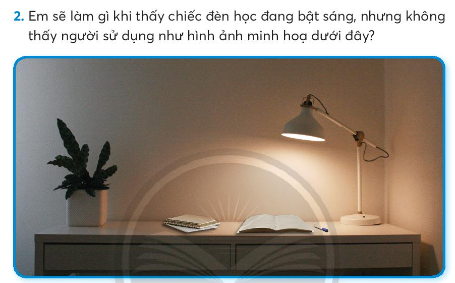 2. Em sẽ làm gì khi thấy chiếc đèn học đang bật sáng, nhưng không
thấy người sử dụng như hình ảnh minh hoạ dưới đây?